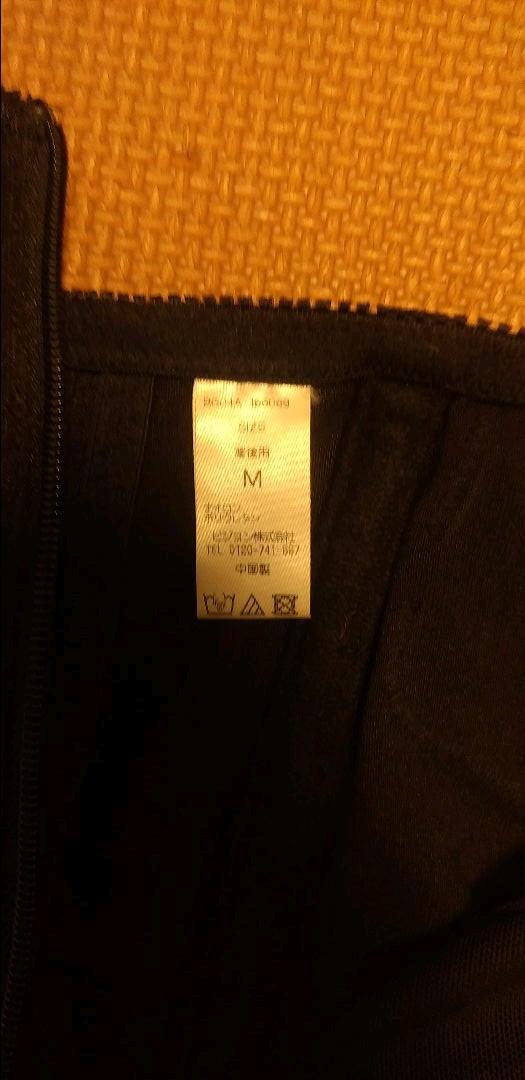 SIZE
産後用
M
ナイロン
ポリウレタン
ピジョン株式会社
TEL 0120-741-887
中国製